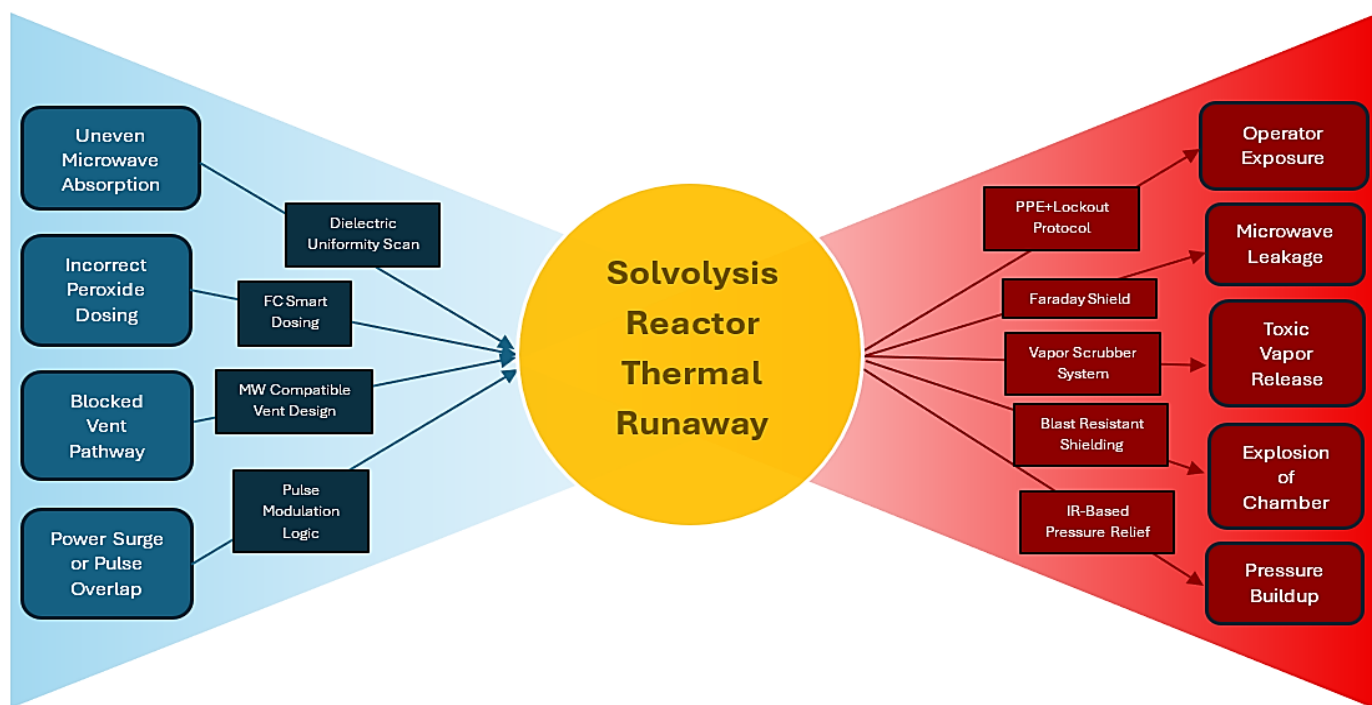 Uneven
Microwave
Absorption
Dielectric
Uniformity Scan
Incorrect
Peroxide
Dosing
FC Smart
Dosing
Blocked
Vent
Pathway
MW Compatible
Vent Design
Power Surge
or Pulse
Overlap
Pulse
Modulation
Logic
Solvolysis
Reactor
Thermal
Runaway
PPE+Lockout
Protocol
Operator
Exposure
Faraday Shield
Microwave
Leakage
Vapor Scrubber
System
Toxic
Vapor
Release
Blast Resistant
Shielding
Explosion
of
Chamber
IR-Based
Pressure Relief
Pressure
Buildup